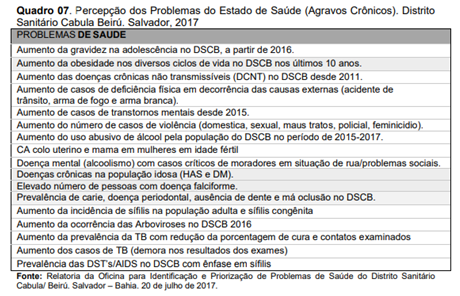 Quadro 07. Percepção dos Problemas do Estado de Saúde (Agravos Crônicos). Distrito
Sanitário Cabula Beirú. Salvador, 2017
PROBLEMAS DE SAUDE
Aumento da gravidez na adolescência no DSCB, a partir de 2016.
Aumento da obesidade nos diversos ciclos de vida no DSCB nos últimos 10 anos.
Aumento das doenças crônicas não transmissíveis (DCNT) no DSCB desde 2011.
Aumento de casos de deficiência física em decorrência das causas externas (acidente de
trânsito, arma de fogo e arma branca).
Aumento de casos de transtornos mentais desde 2015.
Aumento do número de casos de violência (domestica, sexual, maus tratos, policial, feminicidio).
Aumento do uso abusivo de álcool pela população do DSCB no período de 2015-2017.
CA colo uterino e mama em mulheres em idade fértil
Doença mental (alcoolismo) com casos críticos de moradores em situação de rua/problemas sociais.
Doenças crônicas na população idosa (HAS e DM).
Elevado número de pessoas com doença falciforme.
Prevalência de carie, doença periodontal, ausência de dente e má oclusão no DSCB.
Aumento da incidência de sífilis na população adulta e sífilis congênita
Aumento da ocorrência das Arboviroses no DSCB 2016
Aumento da prevalência da TB com redução da porcentagem de cura e contatos examinados
Aumento dos casos de TB (demora nos resultados dos exames)
Prevalência das DST's/AIDS no DSCB com ênfase em sífilis
Fonte: Relatoria da Oficina para Identificação e Priorização de Problemas de Saúde do Distrito Sanitário
Cabula/ Beirú. Salvador – Bahia. 20 de julho de 2017.